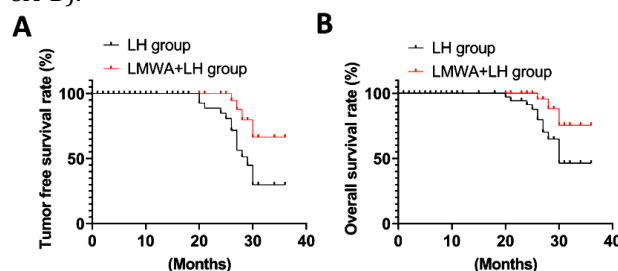 A
LH group
LMWA+LH group
Tumor free survival rate (%)
100
50
0
0 10 20 30 40
(Months)
B
LH group
LMWA+LH group
Overall survival rate (%)
100
50
0
0 10 20 30 40
(Months)